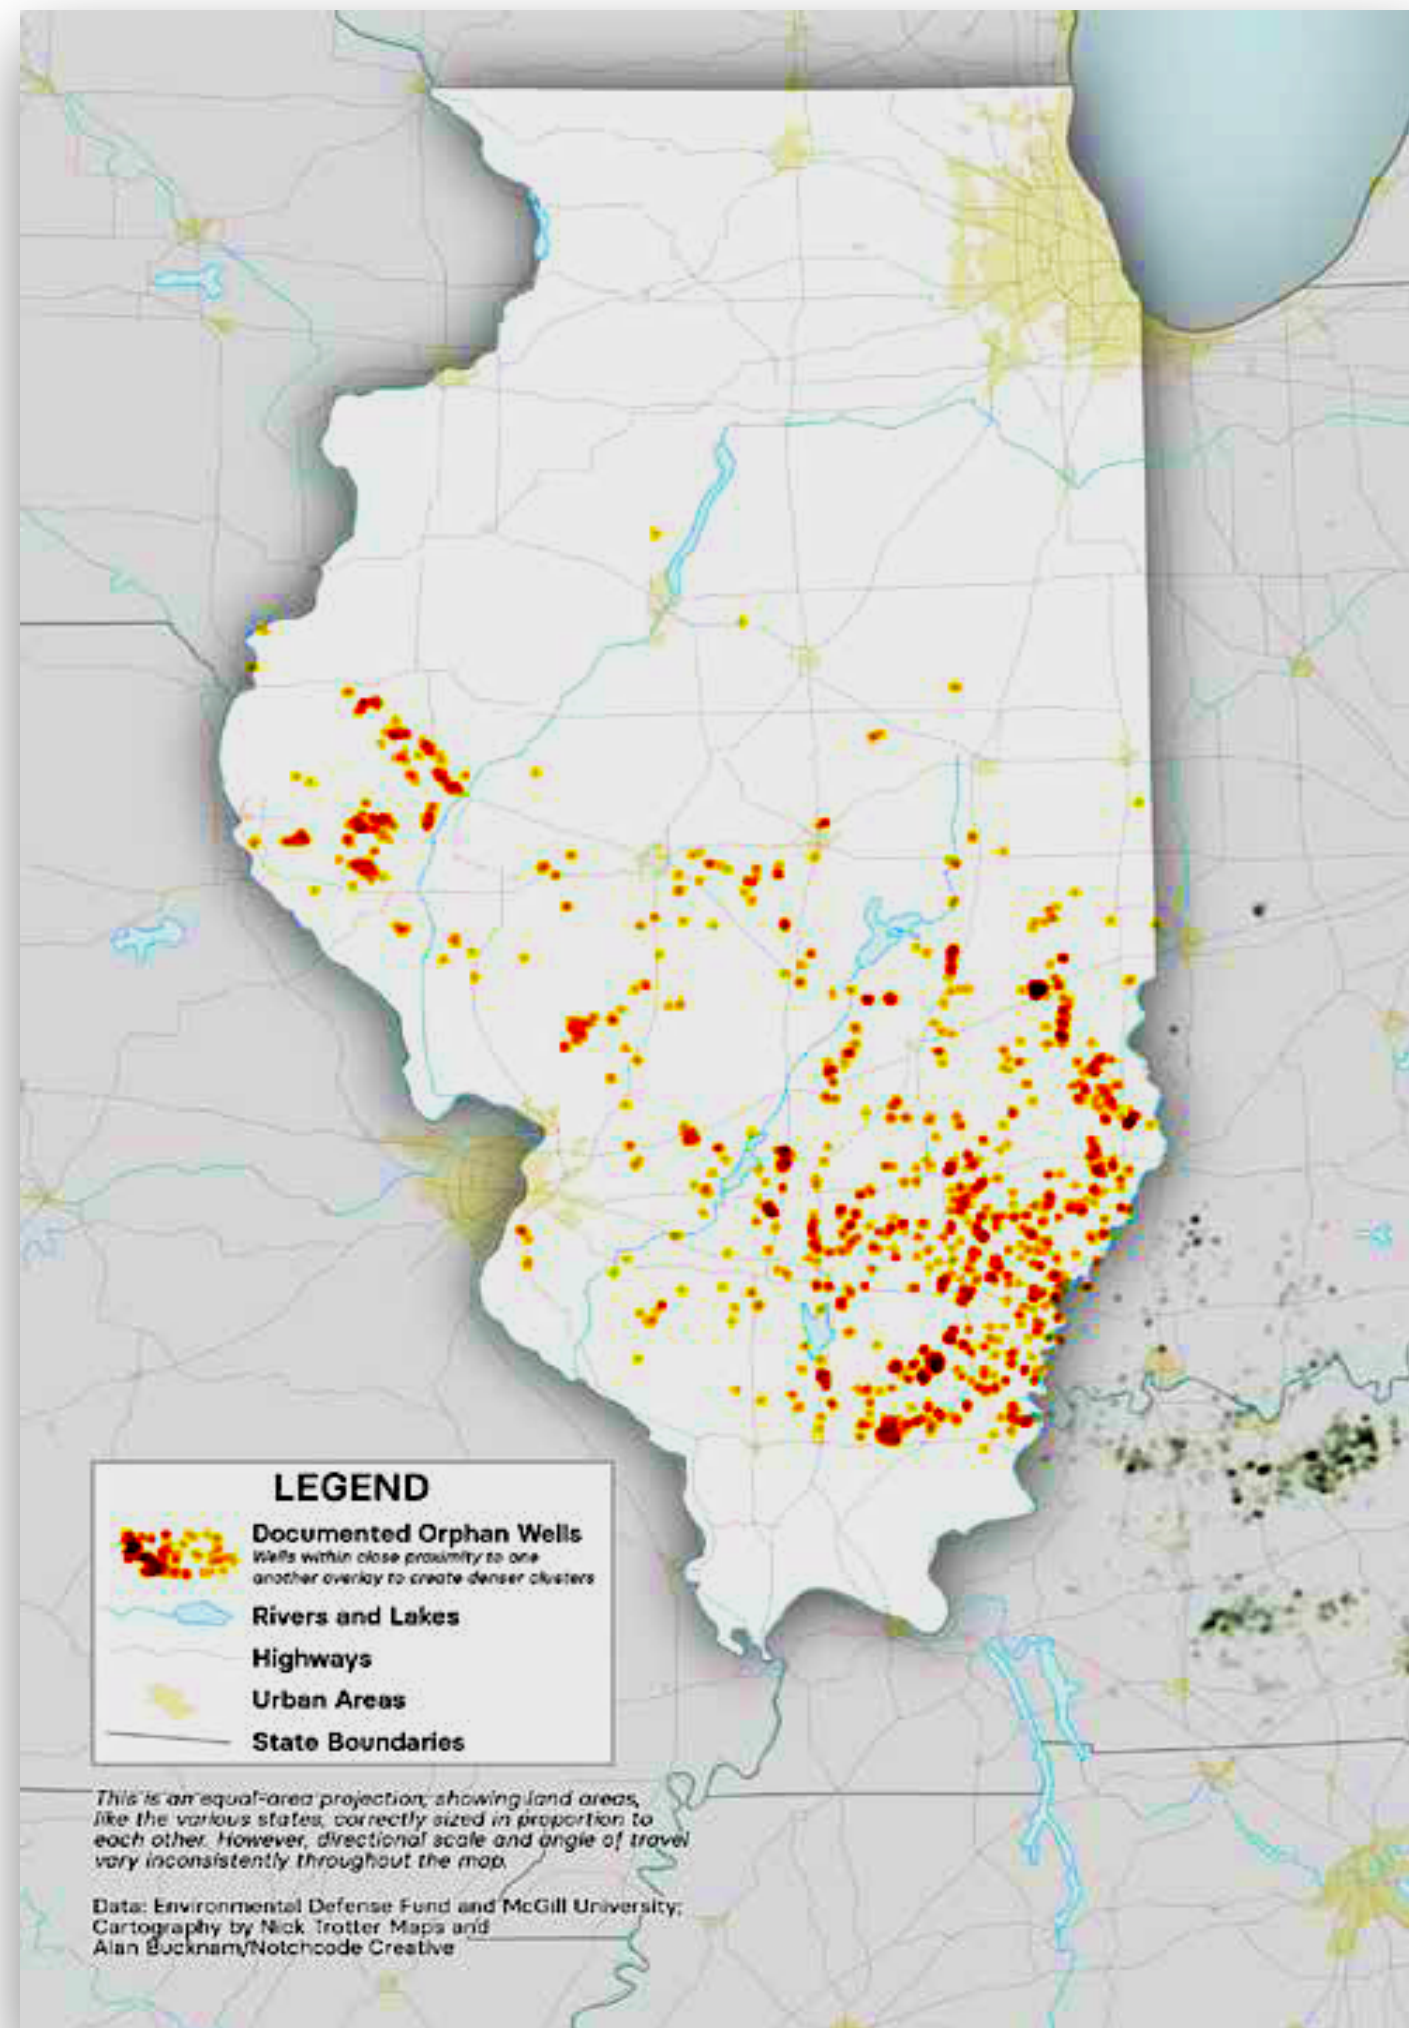 LEGEND
Documented Orphan Wells
Wells within close proximity to one
another overlay to create denser clusters
Rivers and Lakes
Highways
Urban Areas
State Boundaries
This is an equal-area projection, showing land areas,
like the various states, correctly sized in proportion to
each other. However, directional scale and angle of travel
vary inconsistently throughout the map.
Data: Environmental Defense Fund and McGill University;
Cartography by Nick Trotter Maps and
Alan Bucknam/Notchcode Creative